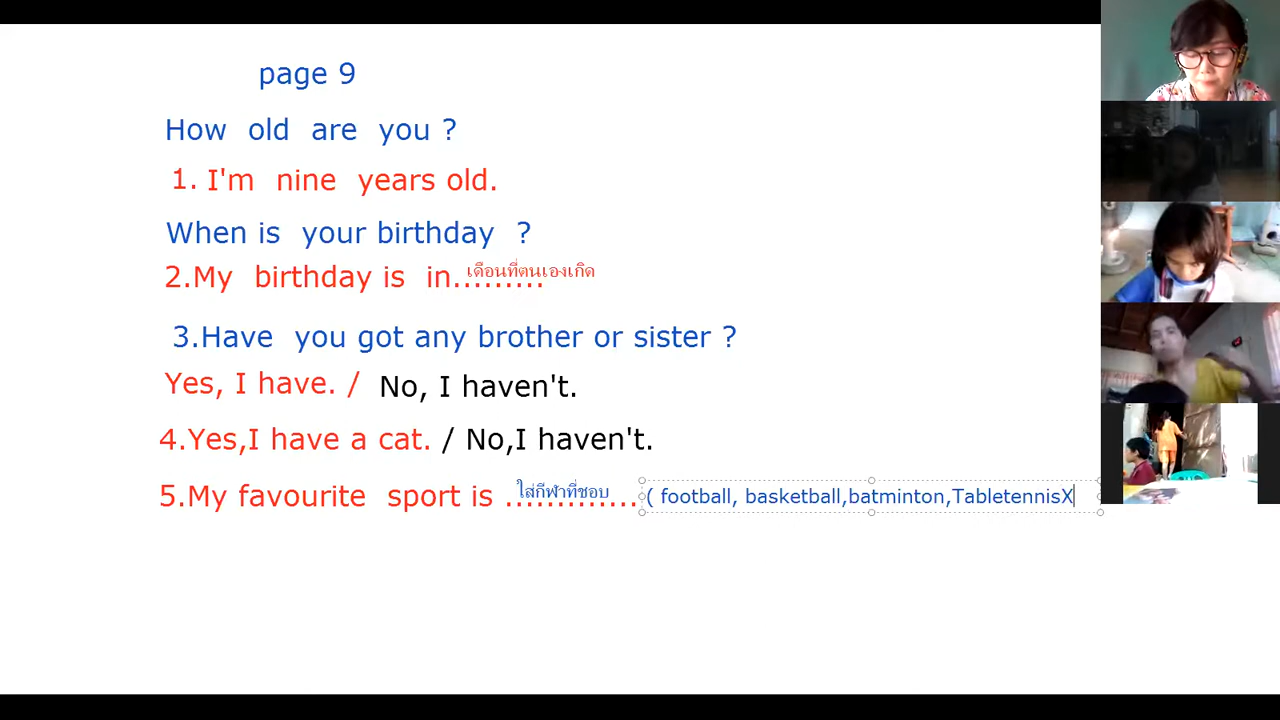 page 9
How old are you ?
1. I'm nine years old.
When is your birthday ?
2.My birthday is in......... เดือนที่ตนเองเกิด
3.Have you got any brother or sister ?
Yes, I have. / No, I haven't.
4.Yes,I have a cat. / No,I haven't.
5.My favourite sport is ............. ใส่กีฬาที่ชอบ ( football, basketball,batminton,TabletennisX